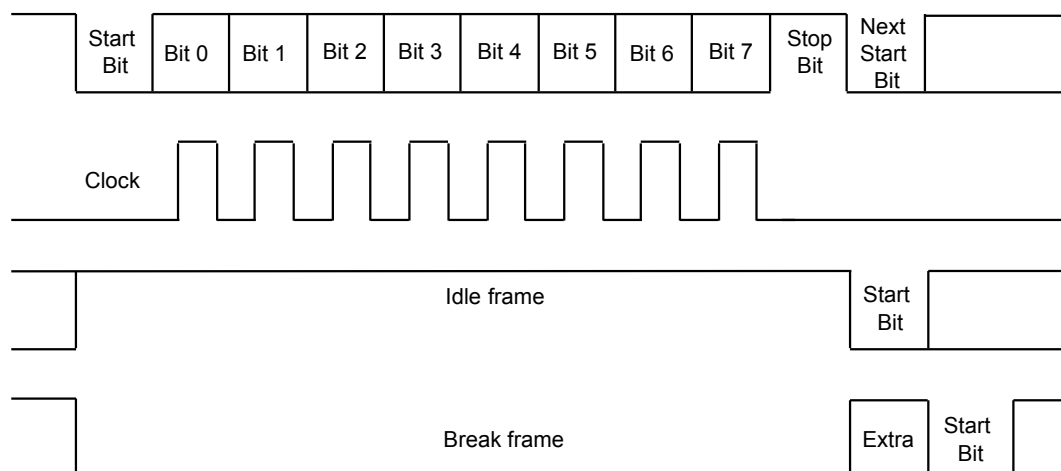 Start
Bit
Bit 0
Bit 1
Bit 2
Bit 3
Bit 4
Bit 5
Bit 6
Bit 7
Stop
Bit
Next
Start
Bit
Clock
Idle frame
Start
Bit
Break frame
Extra
Start
Bit